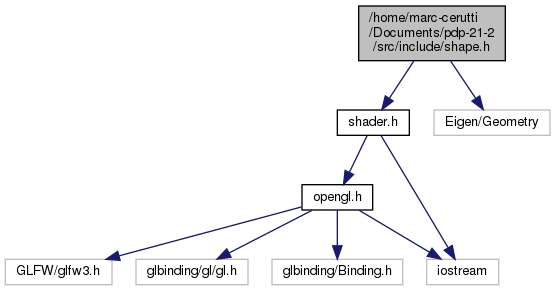 /home/marc-cerutti
/Documents/pdp-21-2
/src/include/shape.h
shader.h
Eigen/Geometry
opengl.h
GLFW/glfw3.h
glbinding/gl/gl.h
glbinding/Binding.h
iostream